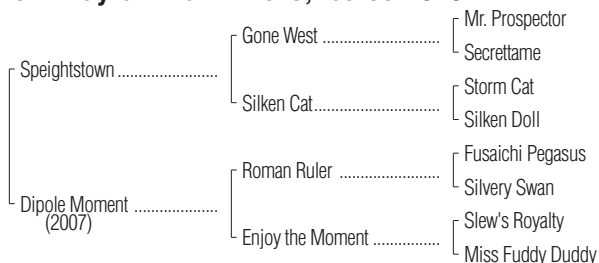 Gone West
Mr. Prospector
Secrettame
Speightstown
Silken Cat
Storm Cat
Silken Doll
Roman Ruler
Fusaichi Pegasus
Silvery Swan
Dipole Moment
(2007)
Enjoy the Moment
Slew's Royalty
Miss Fuddy Duddy